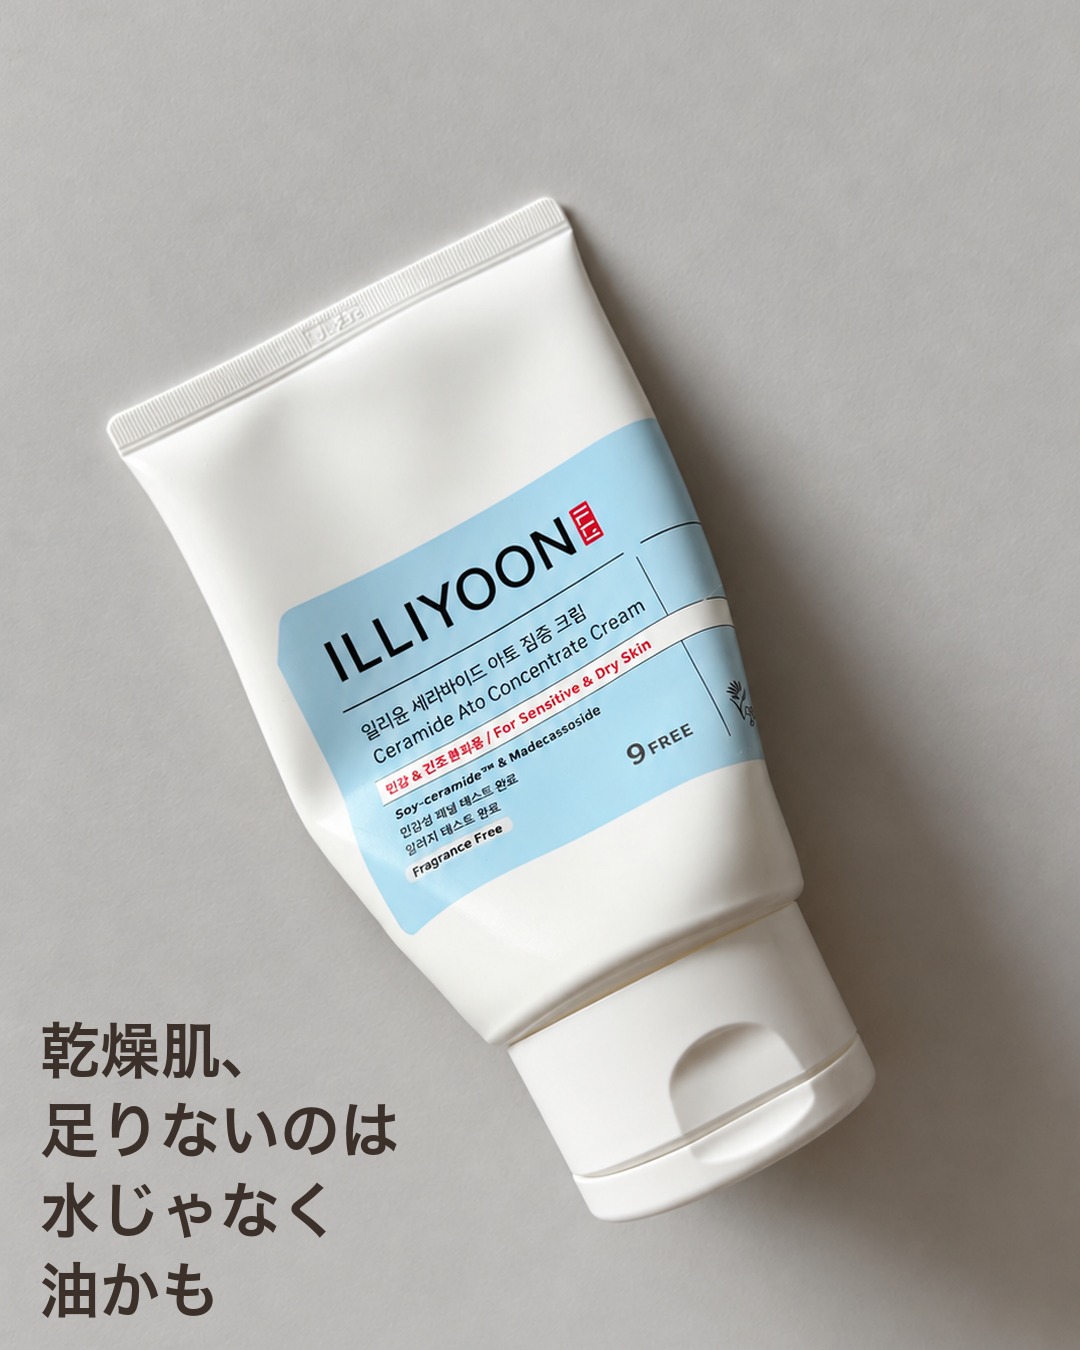 ILLIYOON
일리윤 세라마이드 아토 집중 크림
Ceramide Ato Concentrate Cream
민감 & 건조 피부용 / For Sensitive & Dry Skin
Soy-ceramide™ & Madecassoside
민감성 패널 테스트 완료
테스트 완료
Fragrance Free
9 FREE
乾燥肌、
足りないのは
水じゃなく
油かも